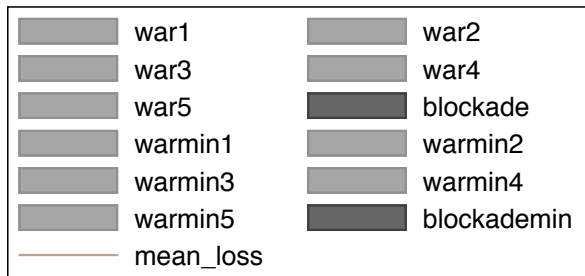 war1 war2
war3 war4
war5 blockade
warmin1 warmin2
warmin3 warmin4
warmin5 blockademin
mean_loss